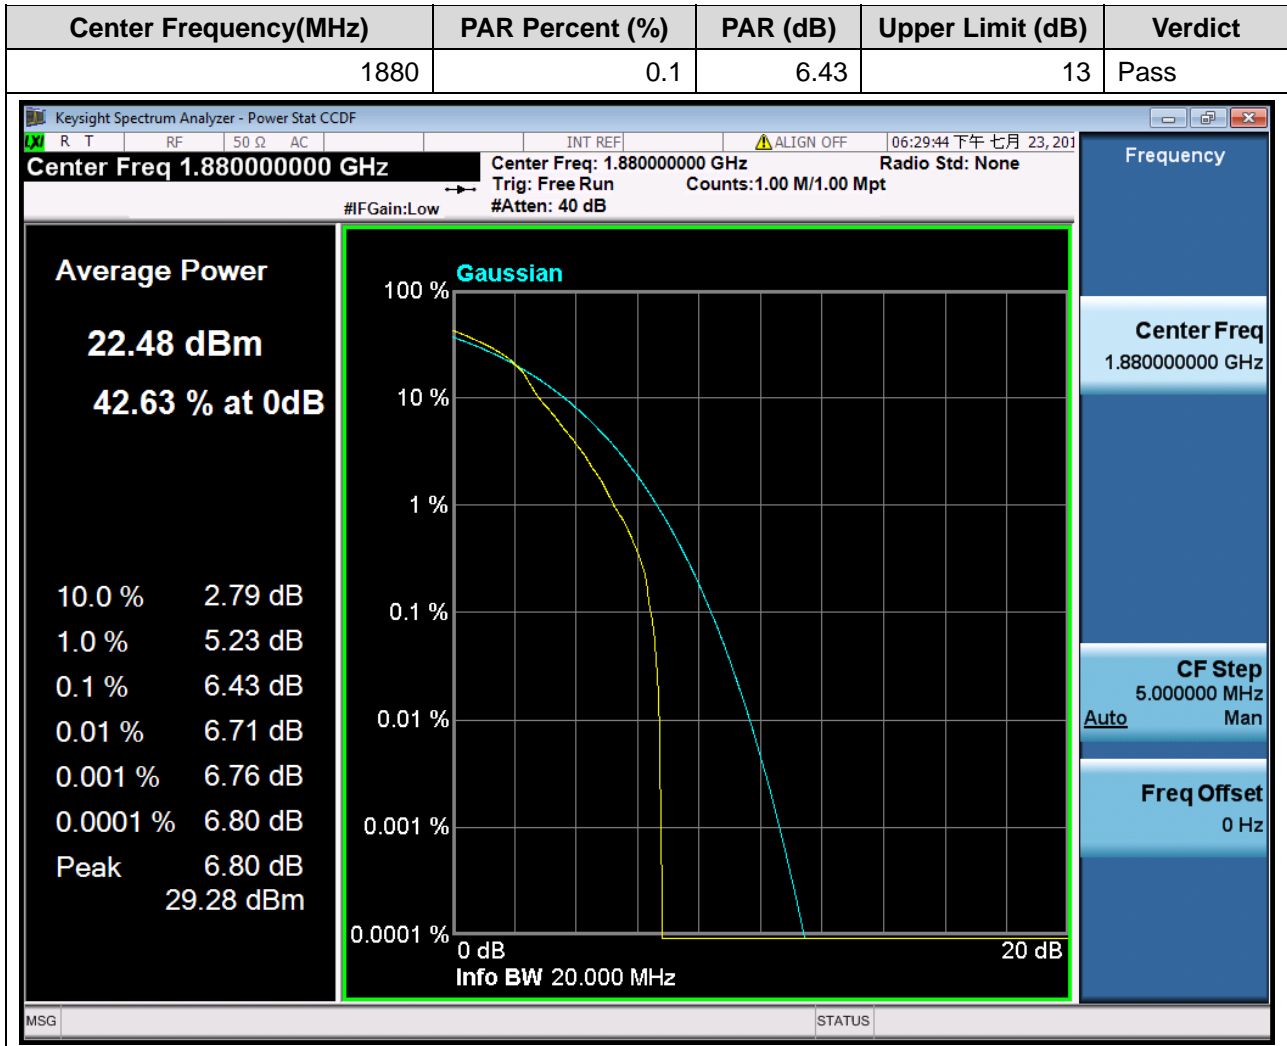 Center Frequency(MHz) PAR Percent (%) PAR (dB) Upper Limit (dB) Verdict
1880 0.1 6.43 13 Pass
Keysight Spectrum Analyzer - Power Stat CCDF
LXI R T RF 50 Ω AC INT REF ALIGN OFF 06:29:44 下午 七月 23, 201
Center Freq 1.880000000 GHz
Center Freq: 1.880000000 GHz Radio Std: None
Trig: Free Run Counts:1.00 M/1.00 Mpt
#IFGain:Low #Atten: 40 dB
Average Power
22.48 dBm
42.63 % at 0dB
10.0 % 2.79 dB
1.0 % 5.23 dB
0.1 % 6.43 dB
0.01 % 6.71 dB
0.001 % 6.76 dB
0.0001 % 6.80 dB
Peak 6.80 dB
29.28 dBm
Gaussian
100 %
10 %
1 %
0.1 %
0.01 %
0.001 %
0.0001 %
0 dB 20 dB
Info BW 20.000 MHz
Frequency
Center Freq
1.880000000 GHz
CF Step
5.000000 MHz
Auto Man
Freq Offset
0 Hz
MSG STATUS